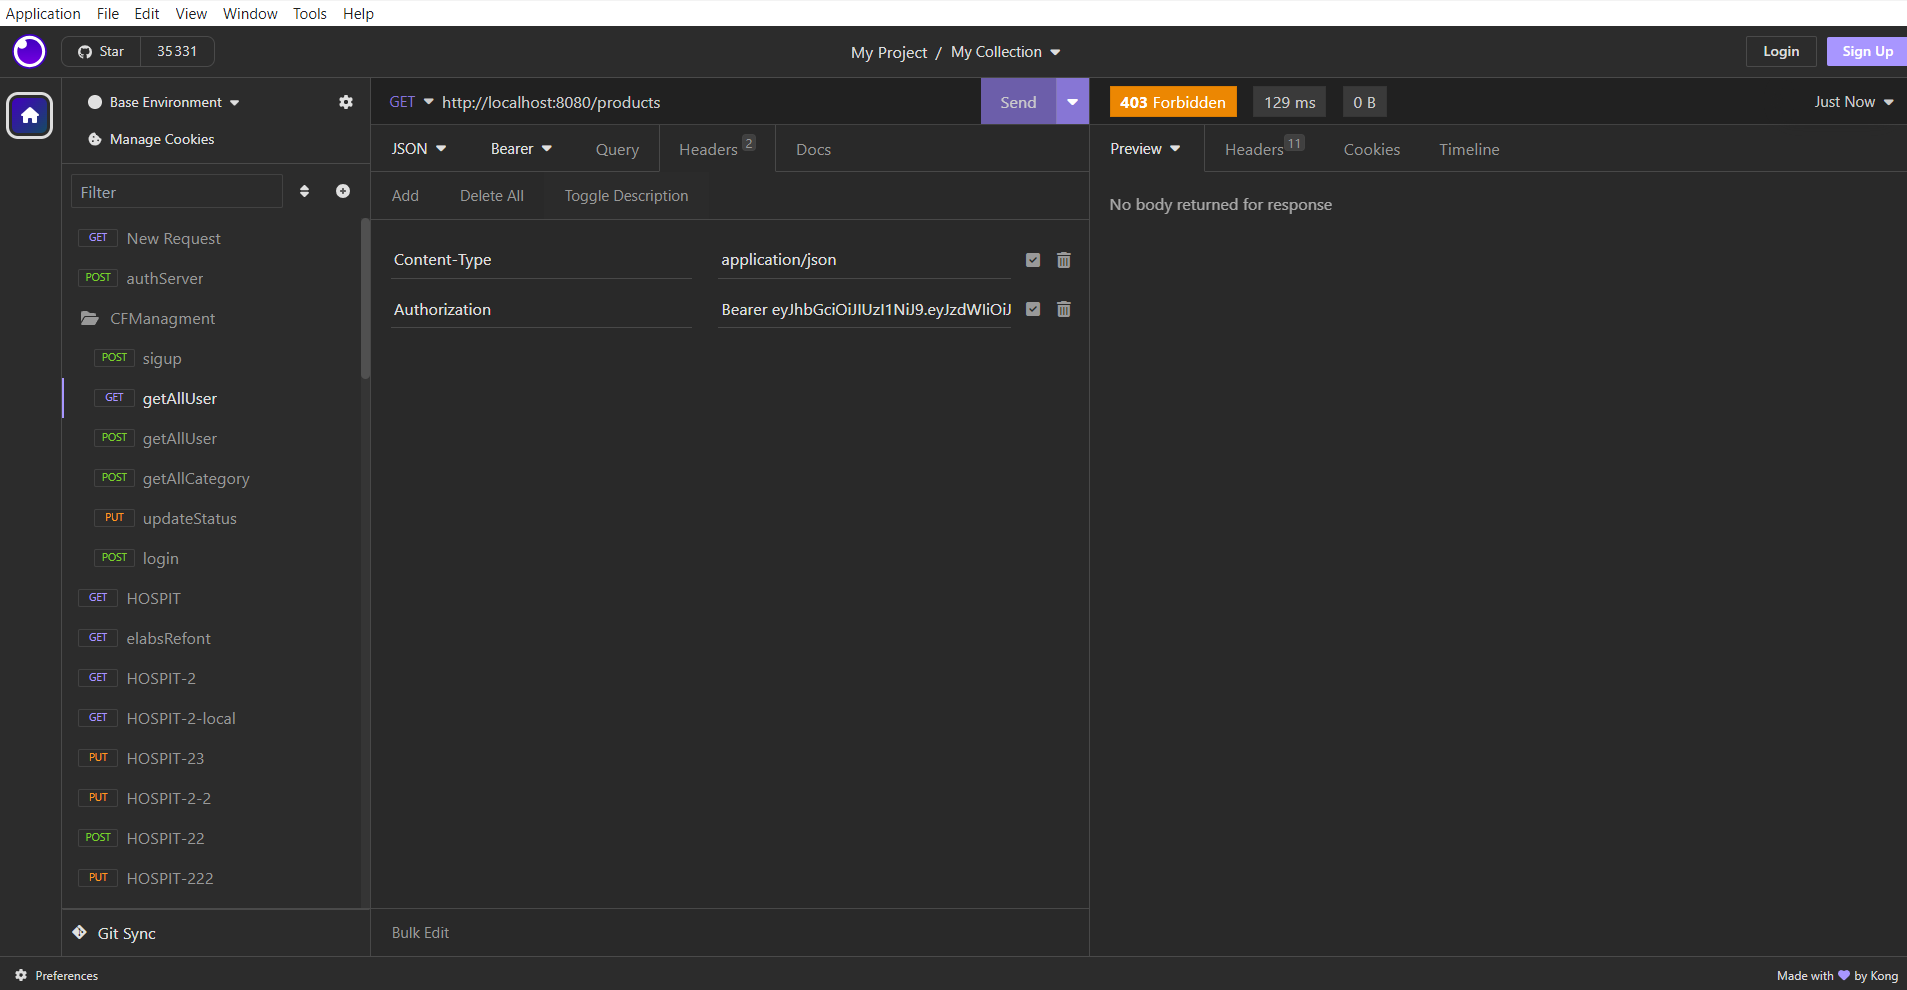 Application File Edit View Window Tools Help
Star 35331
My Project / My Collection
Login Sign Up
Base Environment
Manage Cookies
Filter
GET New Request
POST authServer
CFManagment
POST sigup
GET getAllUser
POST getAllUser
POST getAllCategory
PUT updateStatus
POST login
GET HOSPIT
GET elabsRefont
GET HOSPIT-2
GET HOSPIT-2-local
PUT HOSPIT-23
PUT HOSPIT-2-2
POST HOSPIT-22
PUT HOSPIT-222
Git Sync
GET http://localhost:8080/products Send
JSON Bearer Query Headers 2 Docs
Add Delete All Toggle Description
Content-Type application/json
Authorization Bearer eyJhbGciOiJIUzI1NiJ9.eyJzdWIiOiJ
Bulk Edit
403 Forbidden 129 ms 0 B Just Now
Preview Headers 11 Cookies Timeline
No body returned for response
Preferences
Made with by Kong